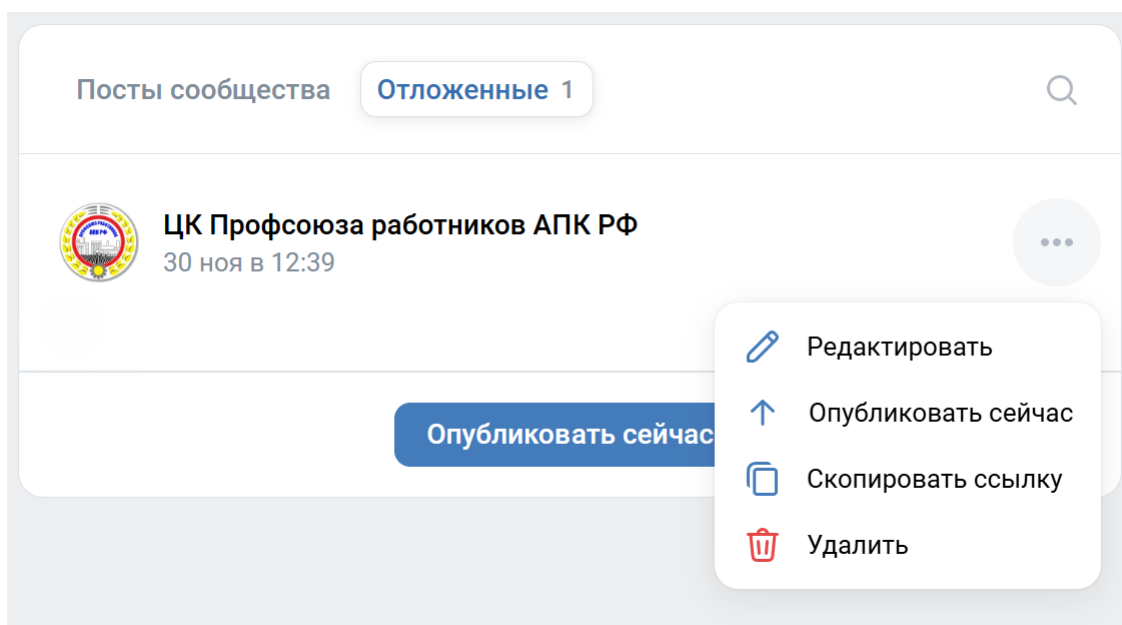 Посты сообщества Отложенные 1
ЦК Профсоюза работников АПК РФ
30 ноя в 12:39
Опубликовать сейчас
Редактировать
Опубликовать сейчас
Скопировать ссылку
Удалить